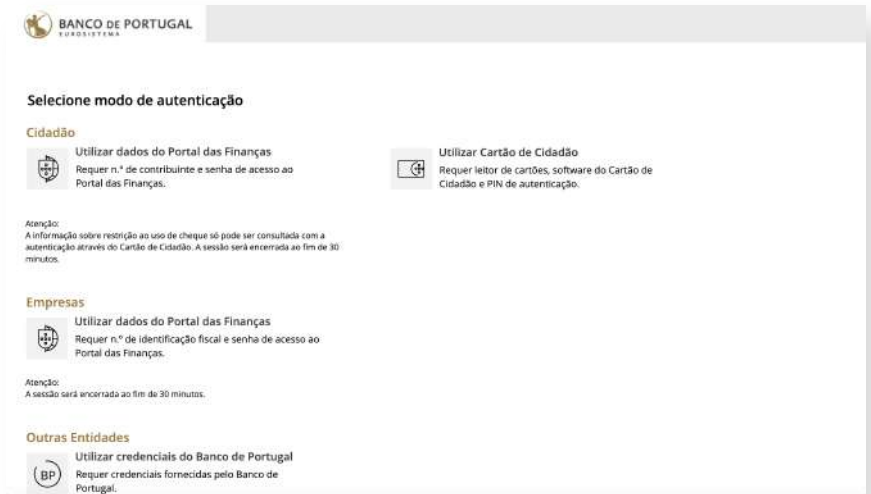 BANCO DE PORTUGAL
EUROSISTEMA
Selecione modo de autenticação
Cidadão
Utilizar dados do Portal das Finanças
Requer n.º de contribuinte e senha de acesso ao
Portal das Finanças.
Utilizar Cartão de Cidadão
Requer leitor de cartões, software do Cartão de
Cidadão e PIN de autenticação.
Atenção:
A informação sobre restrição ao uso de cheque só pode ser consultada com a
autenticação através do Cartão de Cidadão. A sessão será encerrada ao fim de 30
minutos.
Empresas
Utilizar dados do Portal das Finanças
Requer n.º de identificação fiscal e senha de acesso ao
Portal das Finanças.
Atenção:
A sessão será encerrada ao fim de 30 minutos.
Outras Entidades
Utilizar credenciais do Banco de Portugal
BP
Requer credenciais fornecidas pelo Banco de
Portugal.